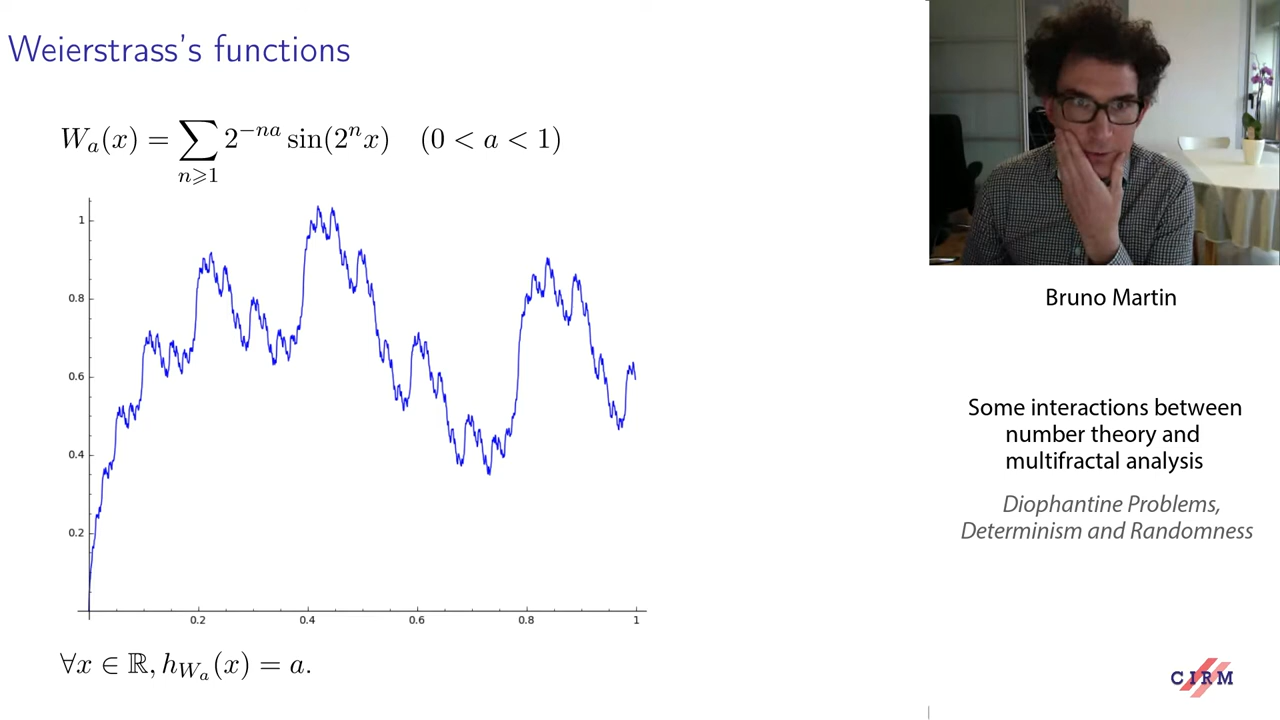 Weierstrass's functions
W_a(x) = ∑_{n⩾1} 2^{−na} sin(2^n x) (0 < a < 1)
1
0.8
0.6
0.4
0.2
0.2 0.4 0.6 0.8 1
∀x ∈ ℝ, h_{W_a}(x) = a.
Bruno Martin
Some interactions between
number theory and
multifractal analysis
Diophantine Problems,
Determinism and Randomness
CIRM